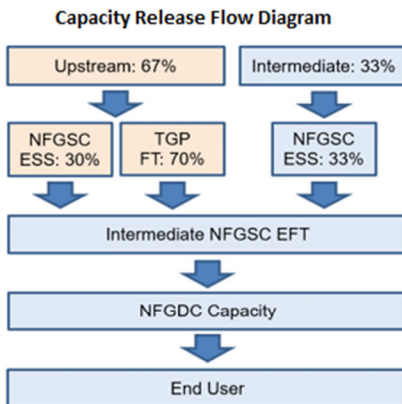 Capacity Release Flow Diagram
Upstream: 67%
Intermediate: 33%
NFGSC
ESS: 30%
TGP
FT: 70%
NFGSC
ESS: 33%
Intermediate NFGSC EFT
NFGDC Capacity
End User